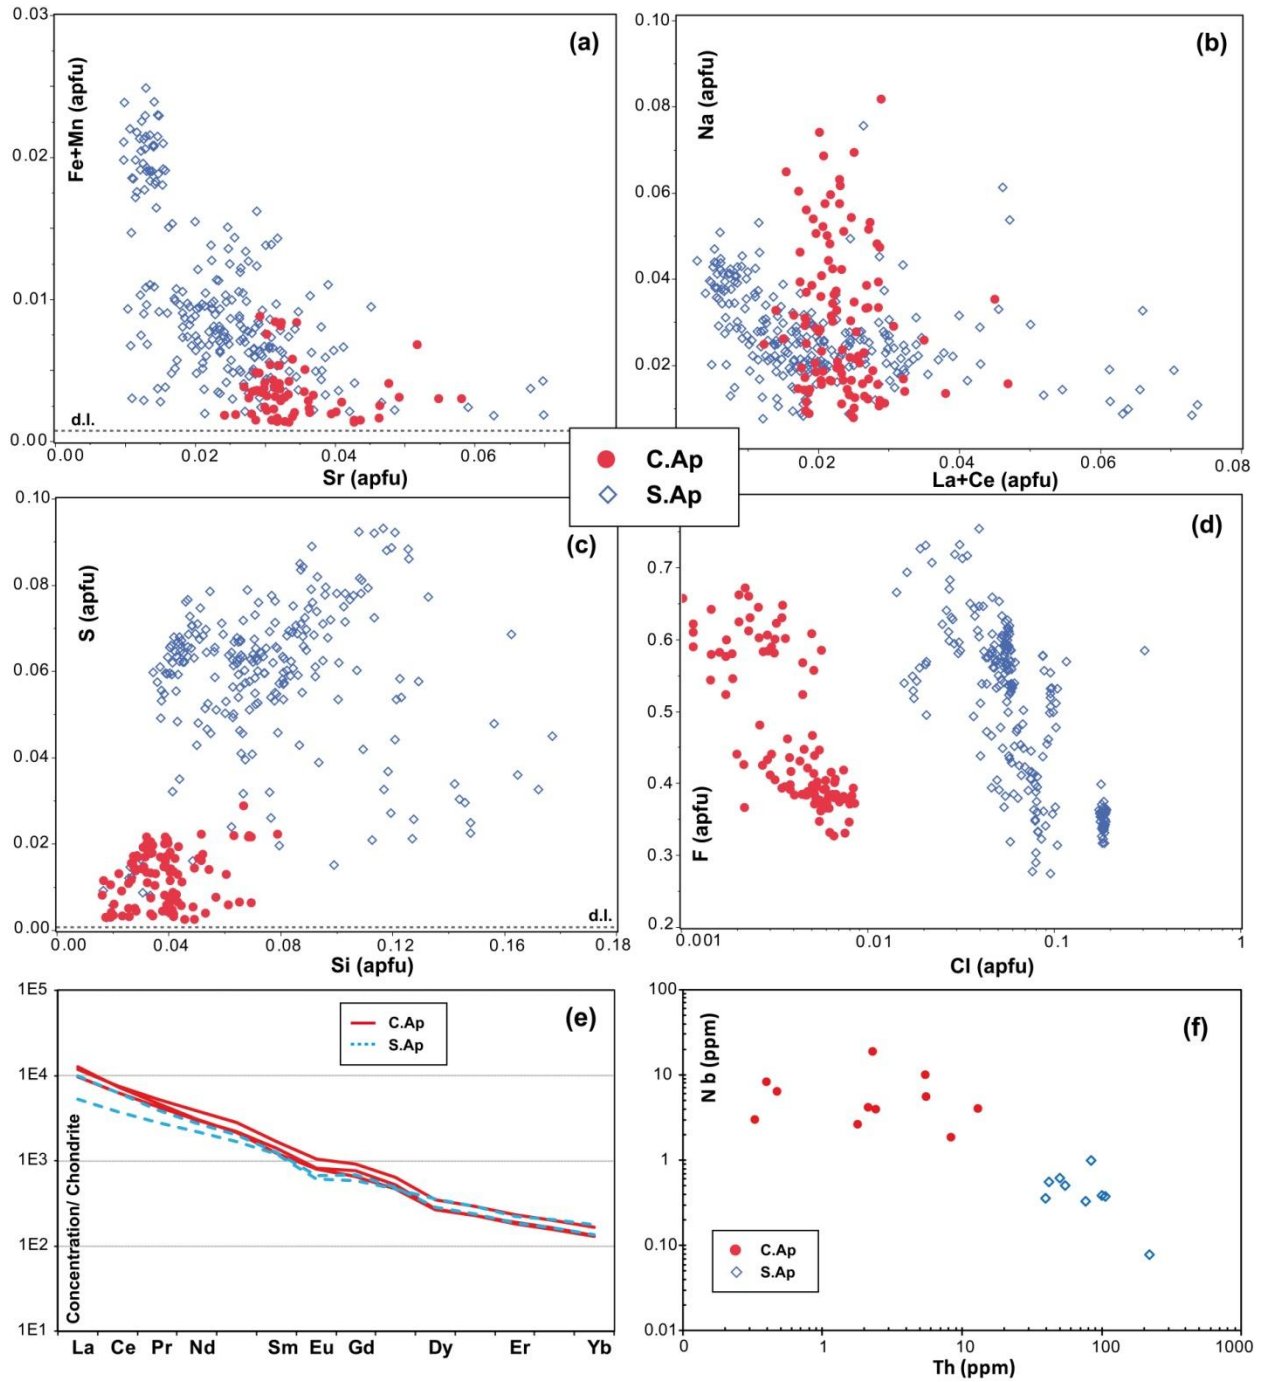 0.03
(a)
Fe+Mn (apfu)
0.02
0.01
d.l.
0.00
0.00 0.02 0.04 0.06
Sr (apfu)
0.10
(b)
Na (apfu)
0.08
0.06
0.04
0.02
0.02 0.04 0.06 0.08
La+Ce (apfu)
C.Ap
S.Ap
0.10
(c)
S (apfu)
0.08
0.06
0.04
0.02
d.l.
0.00
0.00 0.04 0.08 0.12 0.16 0.18
Si (apfu)
(d)
0.7
0.6
0.5
0.4
F (apfu)
0.3
0.2
0.001 0.01 0.1 1
Cl (apfu)
1E5
(e)
C.Ap
S.Ap
1E4
1E3
Concentration/ Chondrite
1E2
1E1
La Ce Pr Nd Sm Eu Gd Dy Er Yb
100
(f)
N b (ppm)
10
1
0.10
C.Ap
S.Ap
0.01
0 1 10 100 1000
Th (ppm)